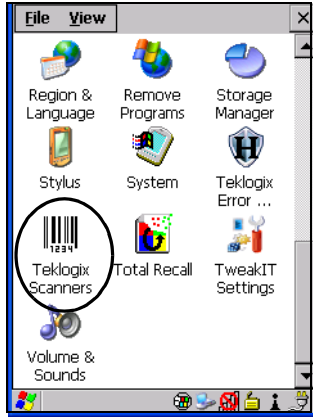 File View
Region & Remove Storage
Language Programs Manager
Stylus System Teklogix
Error ...
1234
Teklogix Total Recall TweakIT
Scanners Settings
Volume &
Sounds